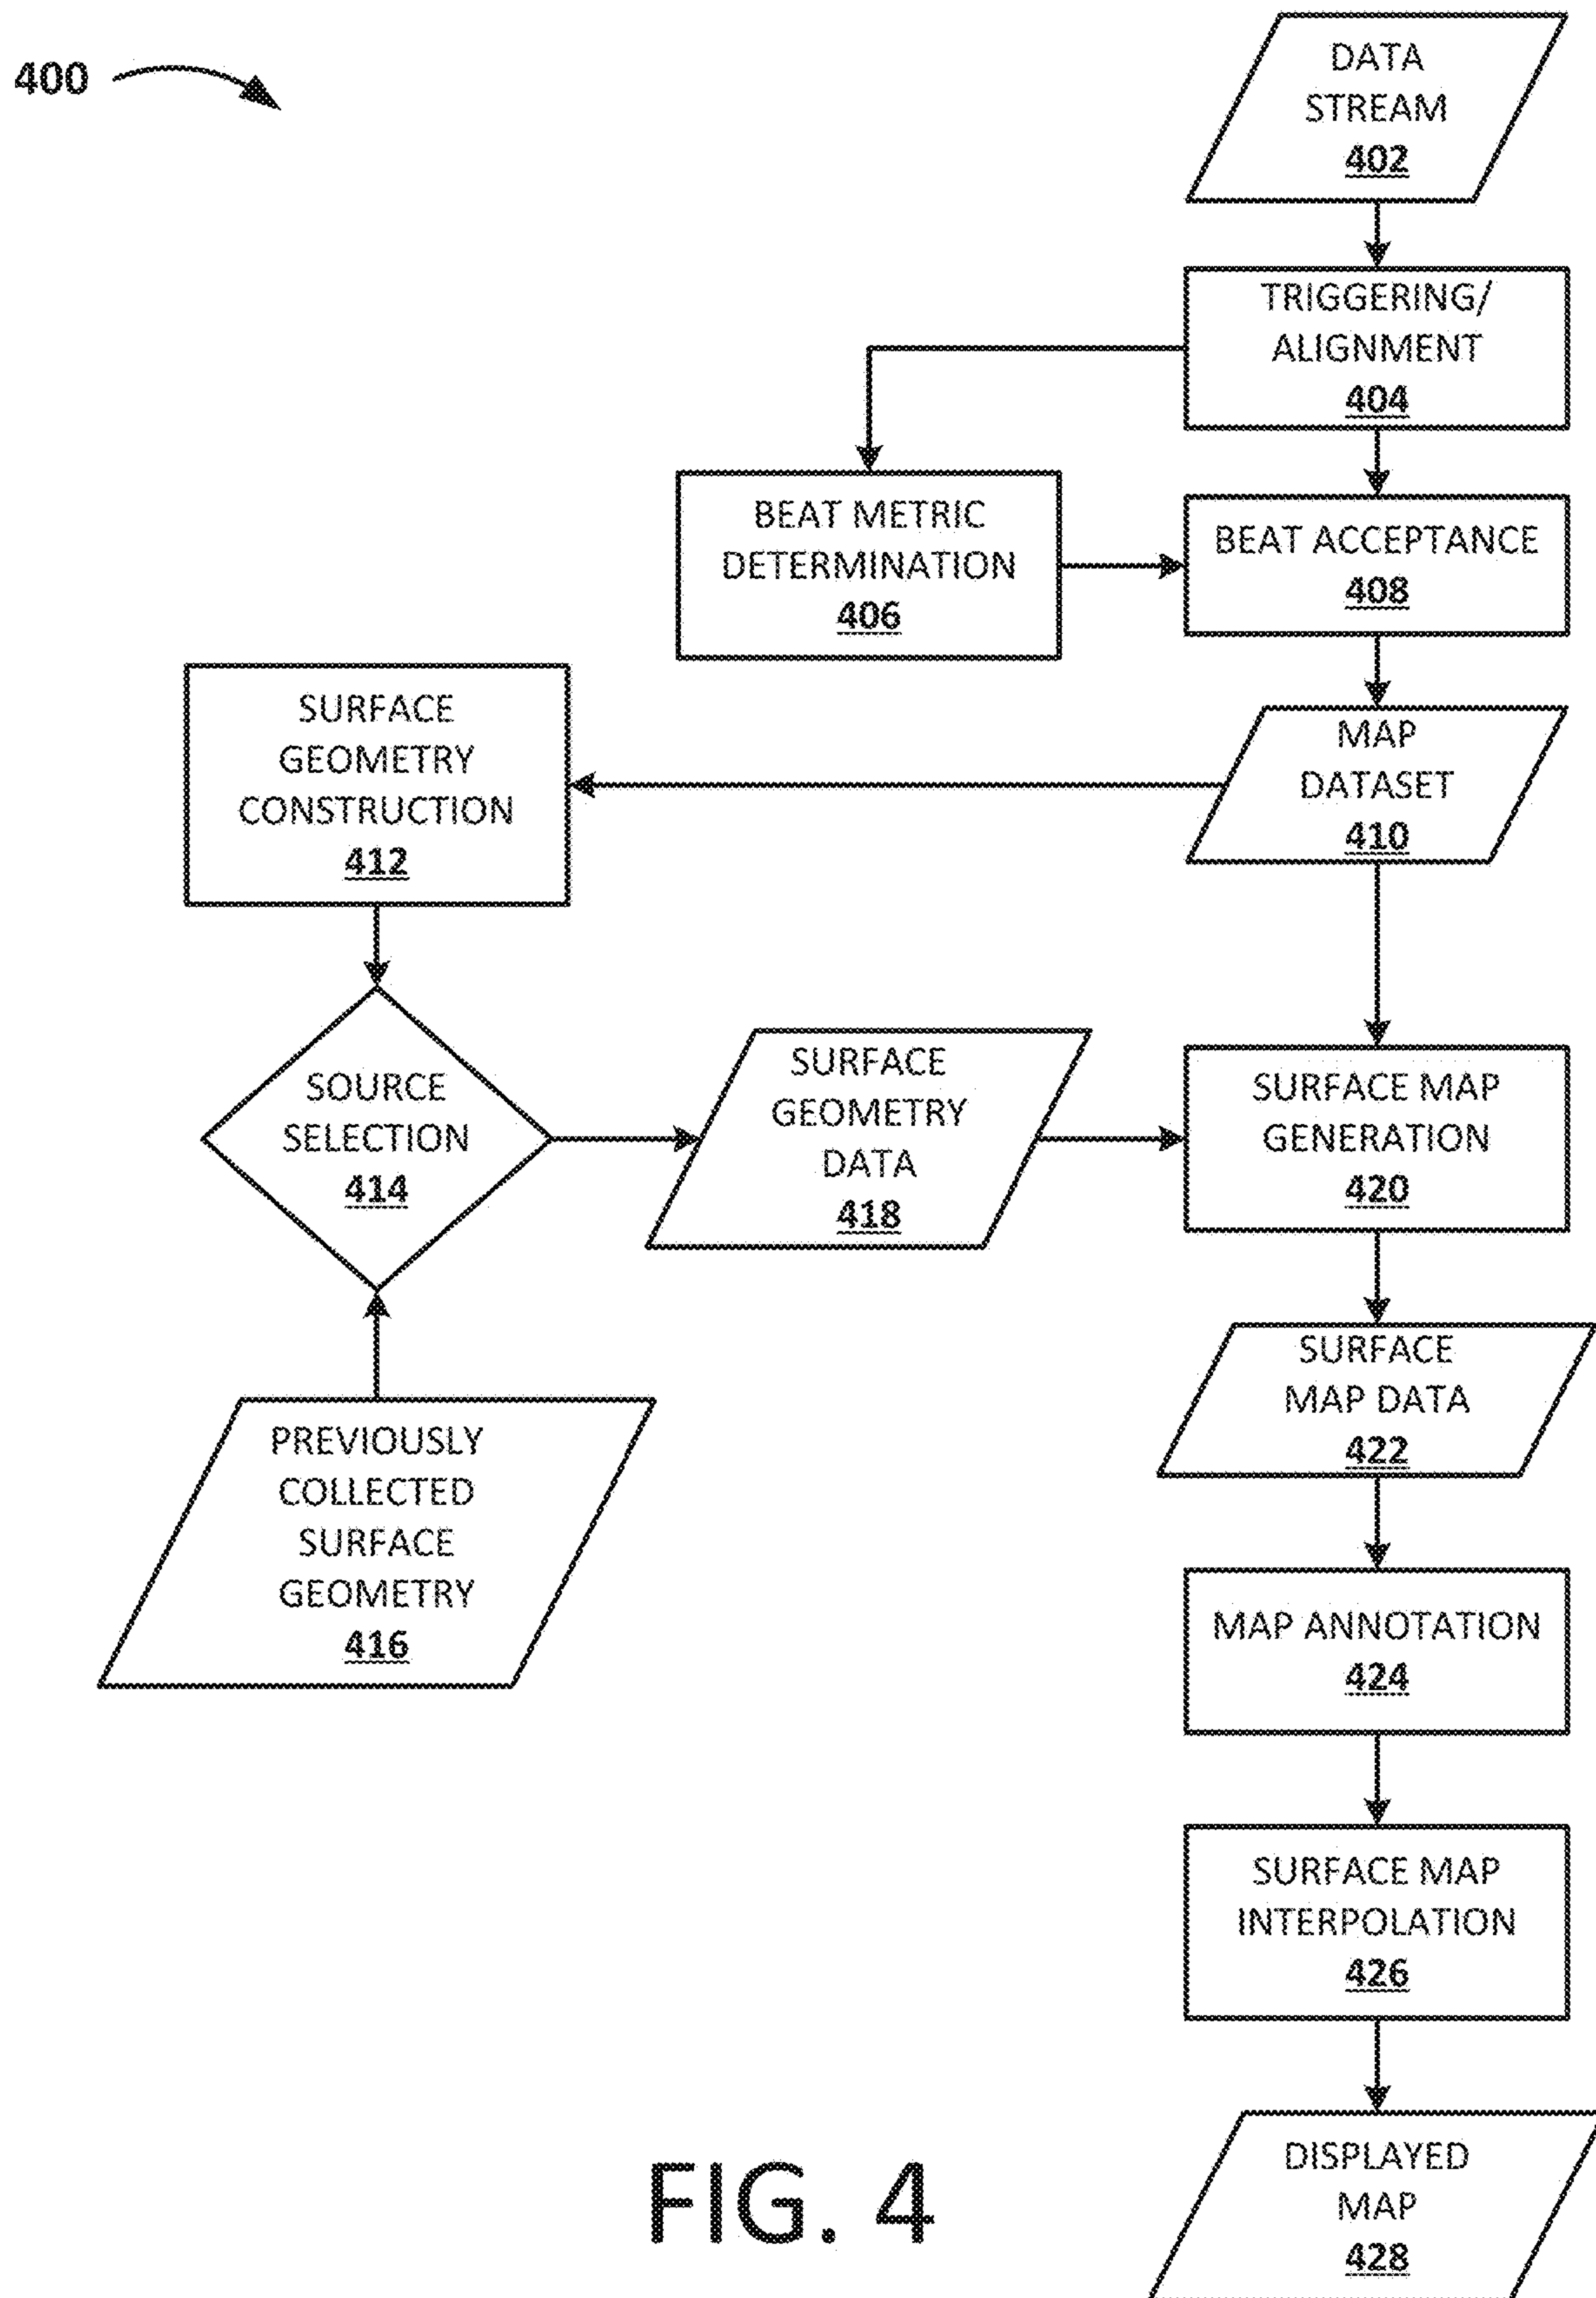 400
DATA
STREAM
402
TRIGGERING/
ALIGNMENT
404
BEAT METRIC
DETERMINATION
406
BEAT ACCEPTANCE
408
SURFACE
GEOMETRY
CONSTRUCTION
412
MAP
DATASET
410
SOURCE
SELECTION
414
SURFACE
GEOMETRY
DATA
418
SURFACE MAP
GENERATION
420
PREVIOUSLY
COLLECTED
SURFACE
GEOMETRY
416
SURFACE
MAP DATA
422
MAP ANNOTATION
424
SURFACE MAP
INTERPOLATION
426
DISPLAYED
MAP
428
FIG. 4